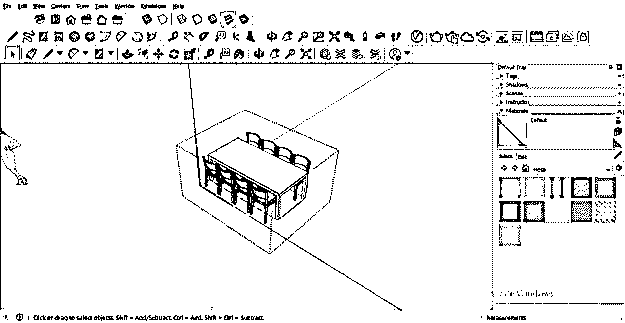 File Edit View Camera Draw Tools Window Extensions Help
Default Tray
Tags
Shadows
Scenes
Instructor
Materials
Default
Select Edit
Click or drag to select objects. Shift = Add/Subtract. Ctrl = Add. Shift + Ctrl = Subtract.
Measurements